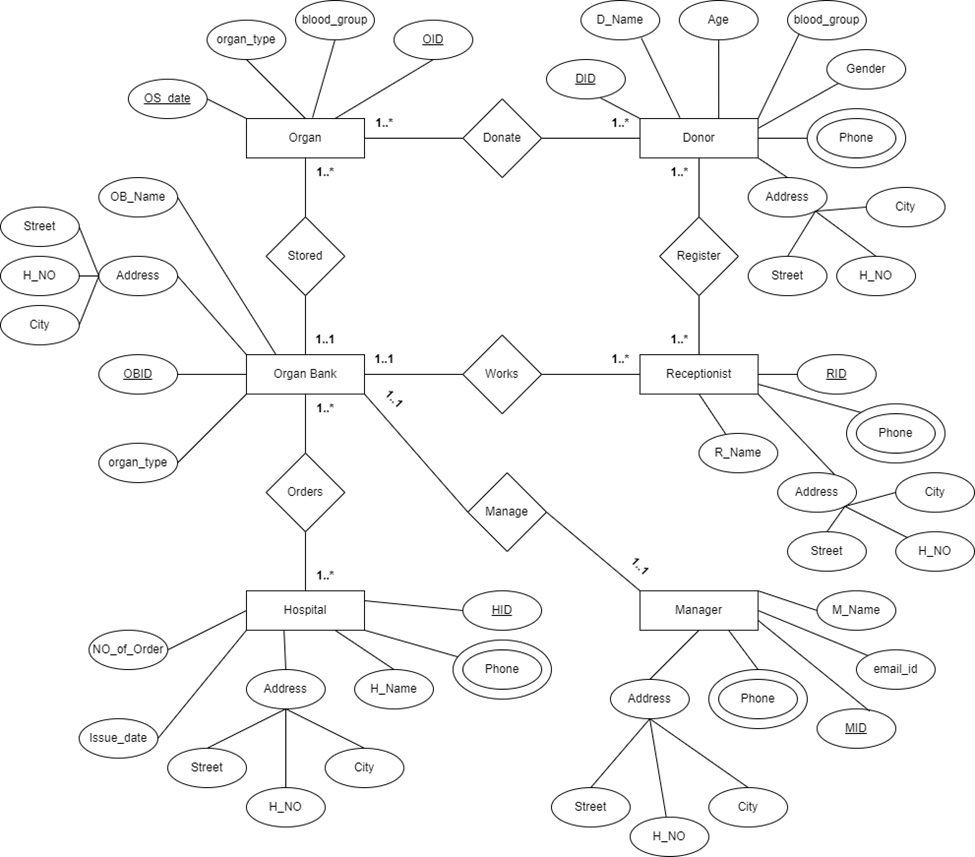 blood_group
D_Name
Age
blood_group
organ_type
OID
Gender
DID
OS_date
1..*
1..*
Organ
Donate
Donor
Phone
1..*
1..*
OB_Name
Address
City
Street
Stored
Register
H_NO
Address
Street
H_NO
City
1..1
1..*
1..1
1..*
OBID
Organ Bank
Works
Receptionist
RID
1..1
1..*
Phone
R_Name
organ_type
Orders
Address
City
Manage
Street
H_NO
1..1
1..*
Hospital
HID
Manager
M_Name
NO_of_Order
Phone
email_id
Address
H_Name
Address
Phone
MID
Issue_date
Street
City
H_NO
Street
City
H_NO